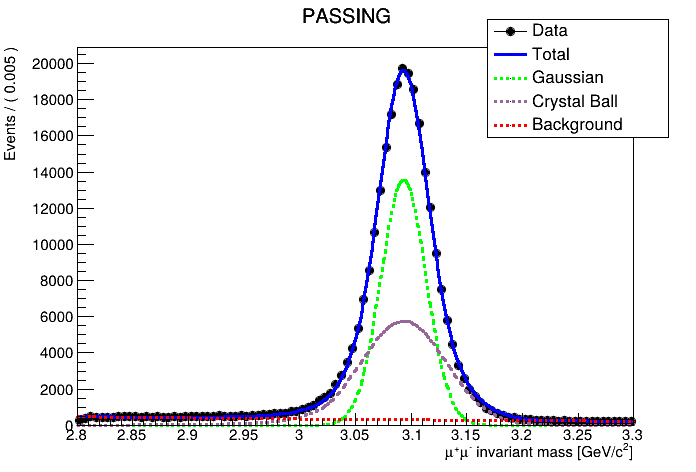 PASSING
Data
Total
Gaussian
Crystal Ball
Background
Events / ( 0.005 )
20000
18000
16000
14000
12000
10000
8000
6000
4000
2000
0
2.8 2.85 2.9 2.95 3 3.05 3.1 3.15 3.2 3.25 3.3
μ⁺μ⁻ invariant mass [GeV/c²]